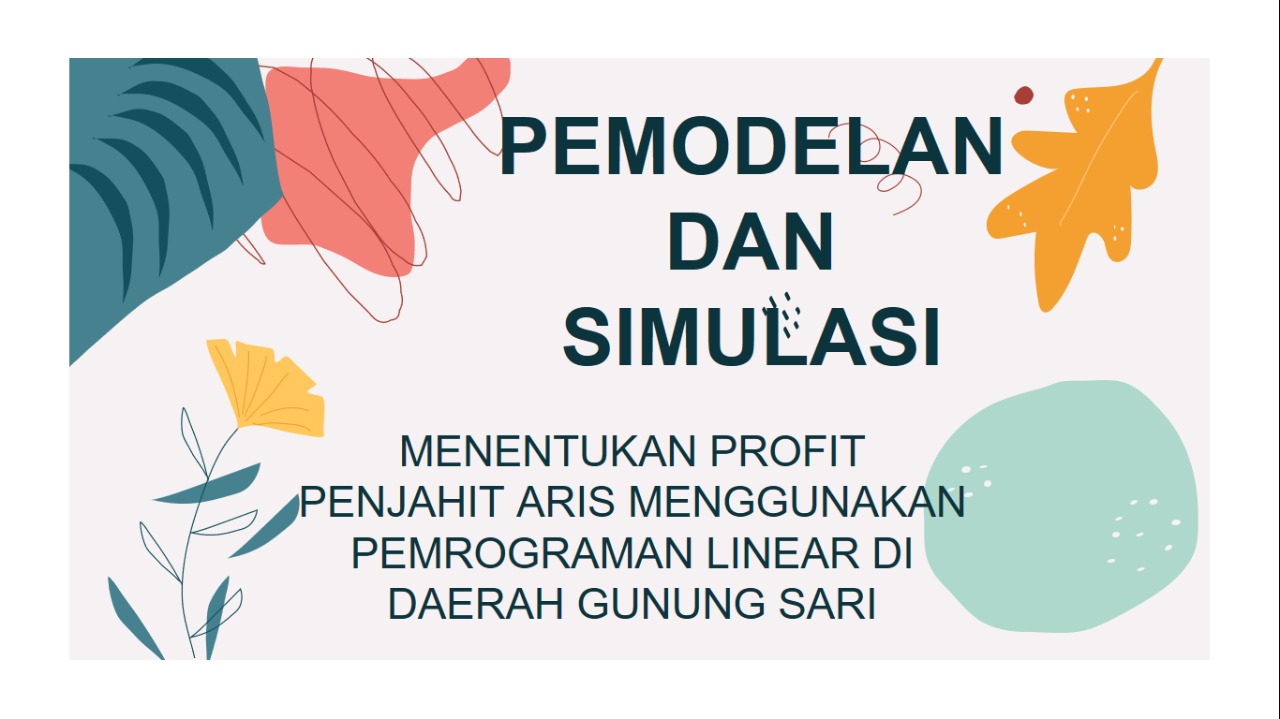 PEMODELAN
DAN
SIMULASI
MENENTUKAN PROFIT
PENJAHIT ARIS MENGGUNAKAN
PEMROGRAMAN LINEAR DI
DAERAH GUNUNG SARI